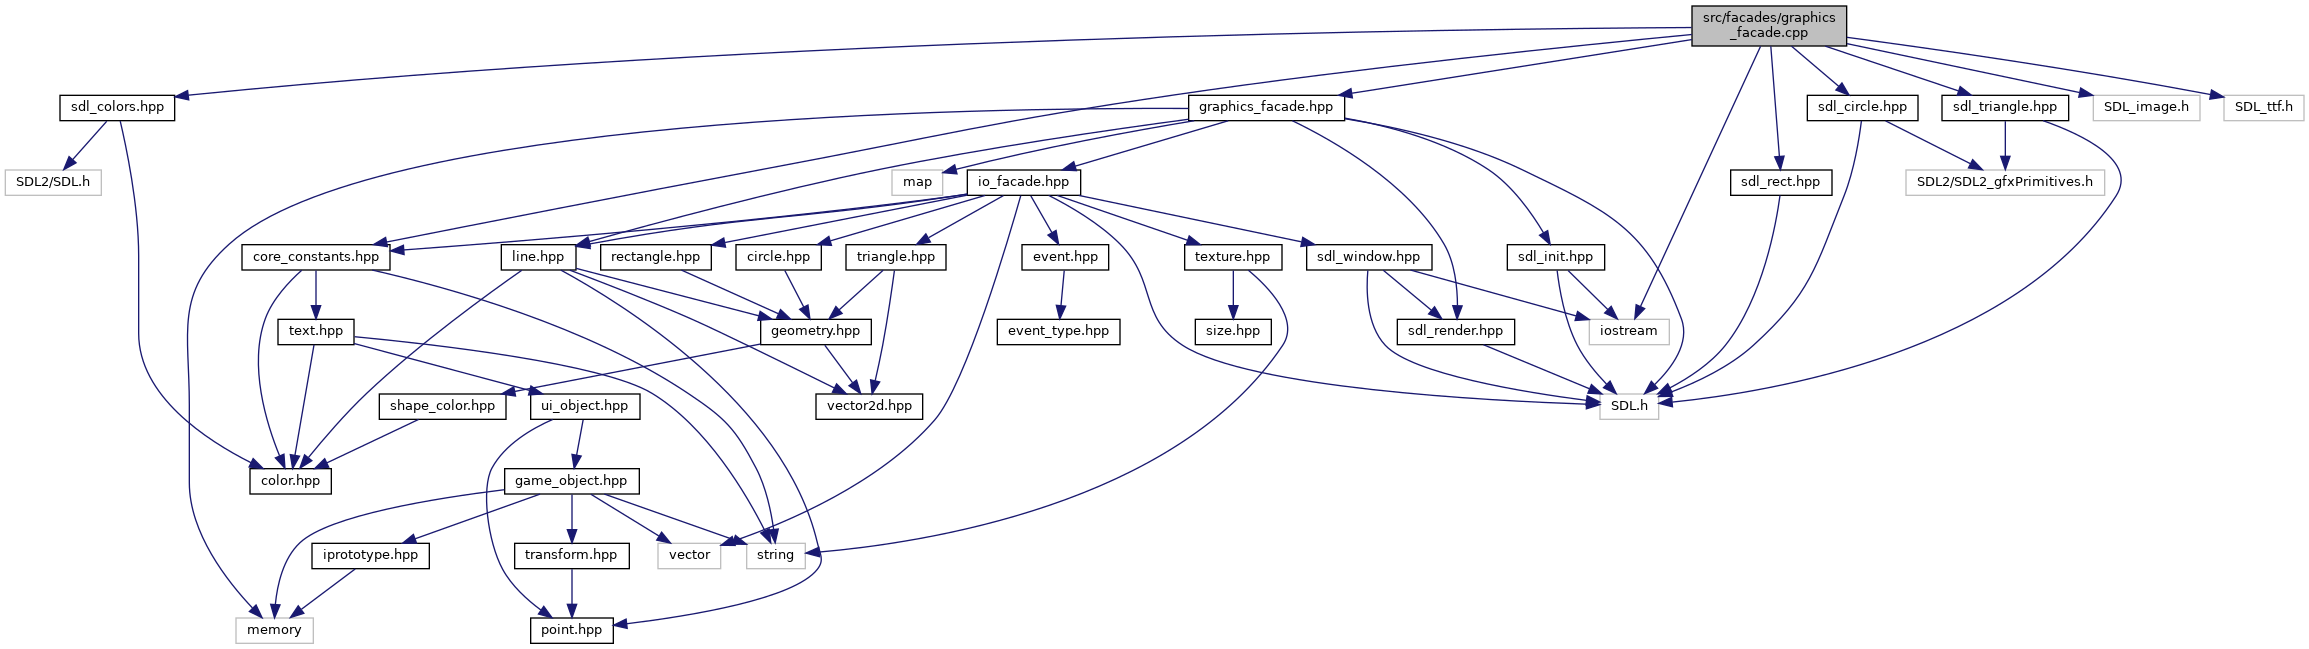 src/facades/graphics
_facade.cpp
sdl_colors.hpp
graphics_facade.hpp
sdl_circle.hpp
sdl_triangle.hpp
SDL_image.h
SDL_ttf.h
SDL2/SDL.h
map
io_facade.hpp
sdl_rect.hpp
SDL2/SDL2_gfxPrimitives.h
core_constants.hpp
line.hpp
rectangle.hpp
circle.hpp
triangle.hpp
event.hpp
texture.hpp
sdl_window.hpp
sdl_init.hpp
text.hpp
geometry.hpp
event_type.hpp
size.hpp
sdl_render.hpp
iostream
shape_color.hpp
ui_object.hpp
vector2d.hpp
SDL.h
color.hpp
game_object.hpp
iprototype.hpp
transform.hpp
vector
string
memory
point.hpp